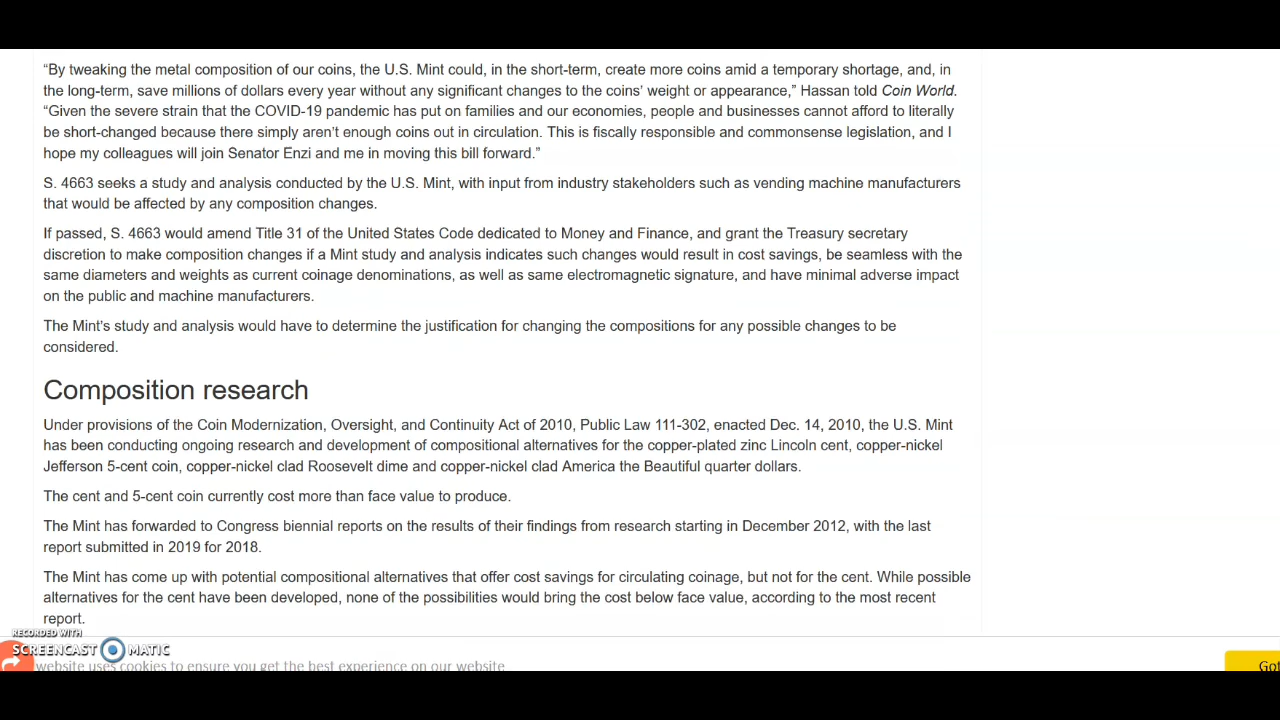 “By tweaking the metal composition of our coins, the U.S. Mint could, in the short-term, create more coins amid a temporary shortage, and, in
the long-term, save millions of dollars every year without any significant changes to the coins’ weight or appearance,” Hassan told Coin World.
“Given the severe strain that the COVID-19 pandemic has put on families and our economies, people and businesses cannot afford to literally
be short-changed because there simply aren’t enough coins out in circulation. This is fiscally responsible and commonsense legislation, and I
hope my colleagues will join Senator Enzi and me in moving this bill forward.”
S. 4663 seeks a study and analysis conducted by the U.S. Mint, with input from industry stakeholders such as vending machine manufacturers
that would be affected by any composition changes.
If passed, S. 4663 would amend Title 31 of the United States Code dedicated to Money and Finance, and grant the Treasury secretary
discretion to make composition changes if a Mint study and analysis indicates such changes would result in cost savings, be seamless with the
same diameters and weights as current coinage denominations, as well as same electromagnetic signature, and have minimal adverse impact
on the public and machine manufacturers.
The Mint’s study and analysis would have to determine the justification for changing the compositions for any possible changes to be
considered.
Composition research
Under provisions of the Coin Modernization, Oversight, and Continuity Act of 2010, Public Law 111-302, enacted Dec. 14, 2010, the U.S. Mint
has been conducting ongoing research and development of compositional alternatives for the copper-plated zinc Lincoln cent, copper-nickel
Jefferson 5-cent coin, copper-nickel clad Roosevelt dime and copper-nickel clad America the Beautiful quarter dollars.
The cent and 5-cent coin currently cost more than face value to produce.
The Mint has forwarded to Congress biennial reports on the results of their findings from research starting in December 2012, with the last
report submitted in 2019 for 2018.
The Mint has come up with potential compositional alternatives that offer cost savings for circulating coinage, but not for the cent. While possible
alternatives for the cent have been developed, none of the possibilities would bring the cost below face value, according to the most recent
report.
RECORDED WITH
SCREENCAST MATIC
website uses cookies to ensure you get the best experience on our website
Got